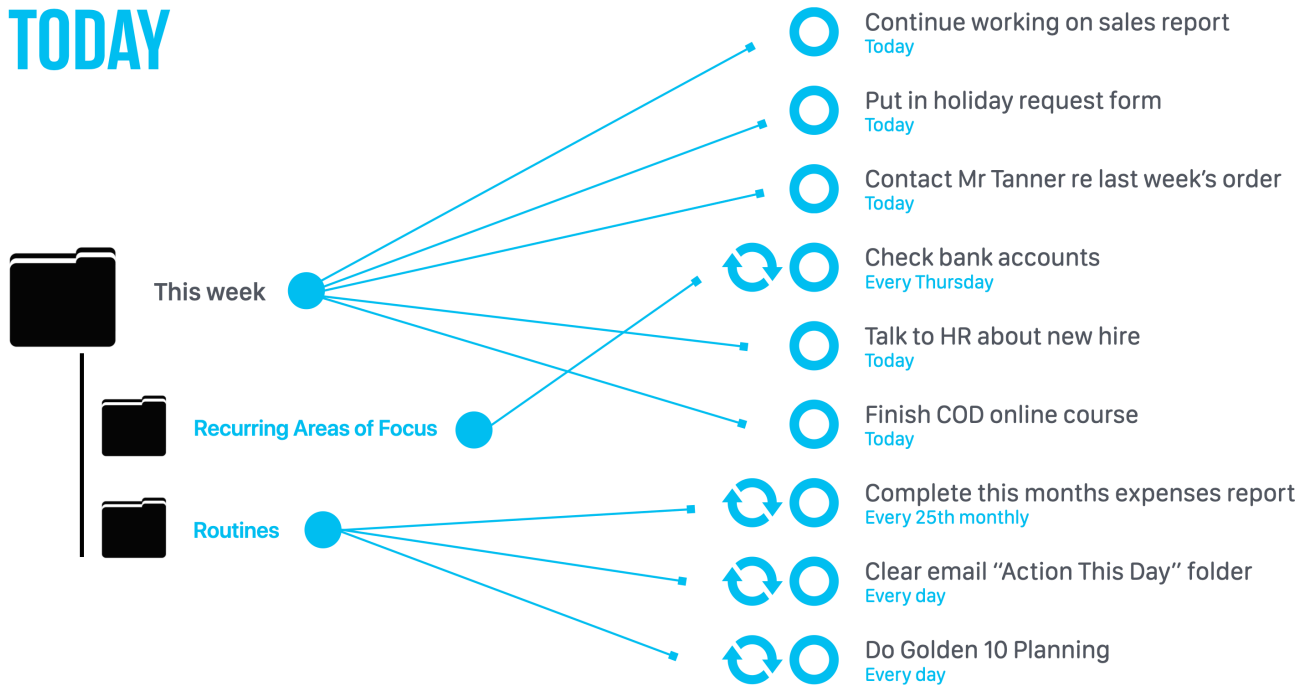 TODAY
Continue working on sales report
Today
Put in holiday request form
Today
Contact Mr Tanner re last week’s order
Today
Check bank accounts
Every Thursday
This week
Talk to HR about new hire
Today
Finish COD online course
Today
Recurring Areas of Focus
Complete this months expenses report
Every 25th monthly
Routines
Clear email “Action This Day” folder
Every day
Do Golden 10 Planning
Every day